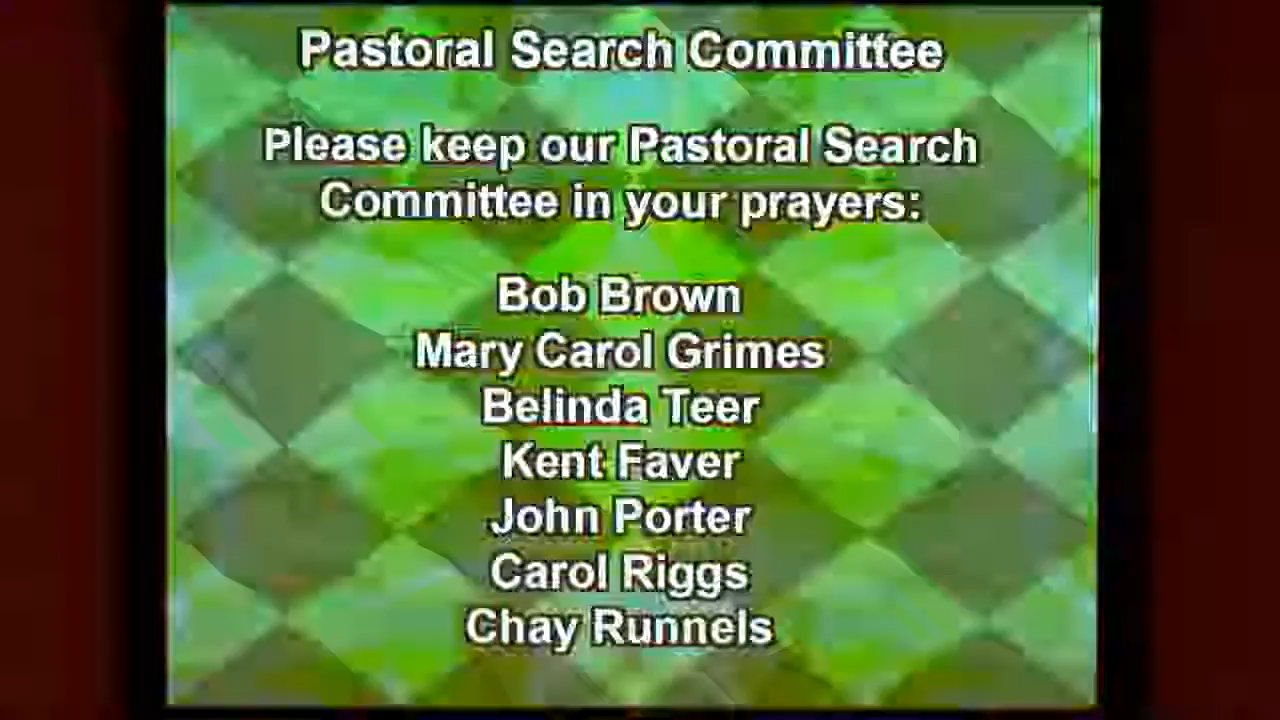 Pastoral Search Committee
Please keep our Pastoral Search
Committee in your prayers:
Bob Brown
Mary Carol Grimes
Belinda Teer
Kent Faver
John Porter
Carol Riggs
Chay Runnels